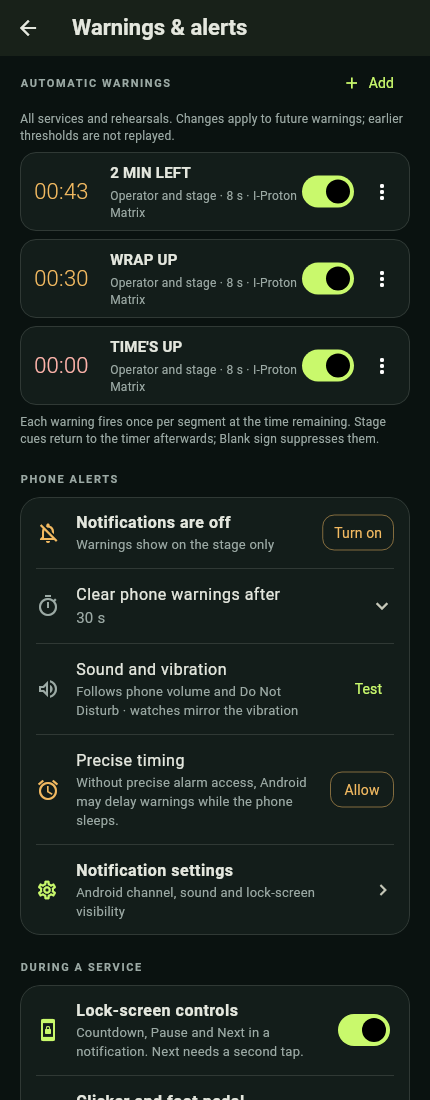 Warnings & alerts
AUTOMATIC WARNINGS
+ Add
All services and rehearsals. Changes apply to future warnings; earlier
thresholds are not replayed.
00:43
2 MIN LEFT
Operator and stage · 8 s · I-Proton
Matrix
00:30
WRAP UP
Operator and stage · 8 s · I-Proton
Matrix
00:00
TIME'S UP
Operator and stage · 8 s · I-Proton
Matrix
Each warning fires once per segment at the time remaining. Stage
cues return to the timer afterwards; Blank sign suppresses them.
PHONE ALERTS
Notifications are off
Warnings show on the stage only
Turn on
Clear phone warnings after
30 s
Sound and vibration
Follows phone volume and Do Not
Disturb · watches mirror the vibration
Test
Precise timing
Without precise alarm access, Android
may delay warnings while the phone
sleeps.
Allow
Notification settings
Android channel, sound and lock-screen
visibility
DURING A SERVICE
Lock-screen controls
Countdown, Pause and Next in a
notification. Next needs a second tap.
Clicker and foot pedal